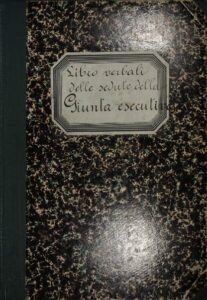 Libro verbali
delle sedute della
Giunta esecutiva